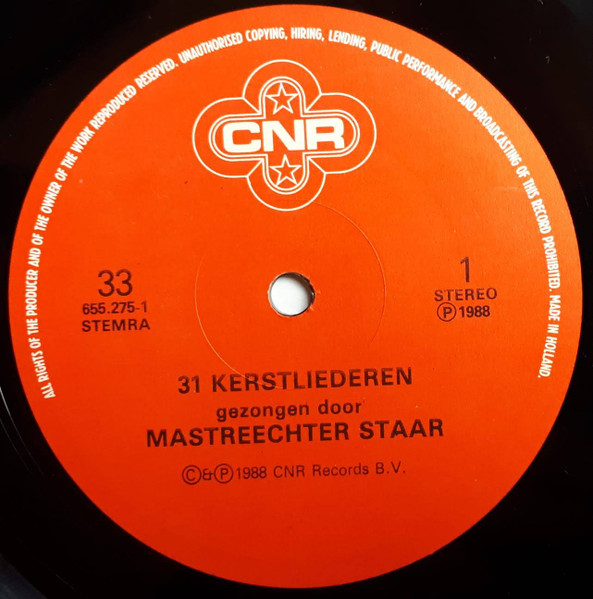 ALL RIGHTS OF THE PRODUCER AND OF THE OWNER OF THE WORK REPRODUCED RESERVED. UNAUTHORISED COPYING, HIRING, LENDING, PUBLIC PERFORMANCE AND BROADCASTING OF THIS RECORD PROHIBITED. MADE IN HOLLAND.
CNR
33
655.275-1
STEMRA
1
STEREO
Ⓟ1988
31 KERSTLIEDEREN
gezongen door
MASTREECHTER STAAR
©&Ⓟ1988 CNR Records B.V.